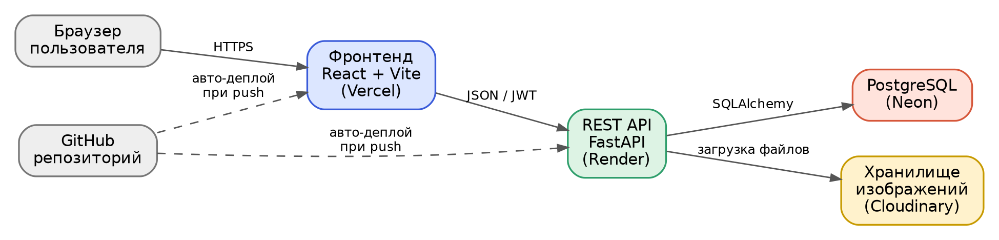 Браузер
пользователя
HTTPS
авто-деплой
при push
GitHub
репозиторий
Фронтенд
React + Vite
(Vercel)
авто-деплой
при push
JSON / JWT
REST API
FastAPI
(Render)
SQLAlchemy
загрузка файлов
PostgreSQL
(Neon)
Хранилище
изображений
(Cloudinary)